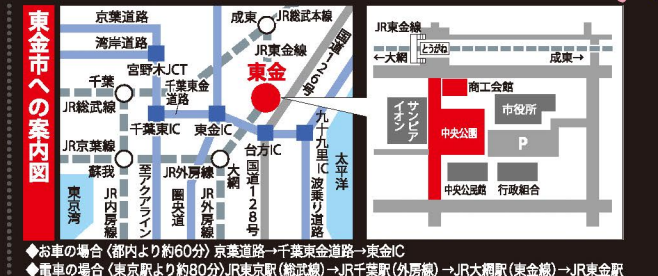 東金市への案内図
京葉道路
湾岸道路
宮野木JCT
千葉
JR総武線
千葉東金
道路
成東
JR総武本線
JR東金線
東金
国道126号
千葉東IC
東金IC
台方IC
九十九里IC
太平洋
JR京葉線
蘇我
JR外房線
大網
東京湾
JR内房線
至アクアライン
圏央道
JR外房線
国道128号
波乗り道路
JR東金線
とうがね
←大網
成東→
商工会館
サンピア
イオン
中央公園
市役所
P
中央公民館
行政組合
◆お車の場合〈都内より約60分〉京葉道路→千葉東金道路→東金IC
◆電車の場合〈東京駅より約80分〉JR東京駅(総武線)→JR千葉駅(外房線)→JR大網駅(東金線)→JR東金駅